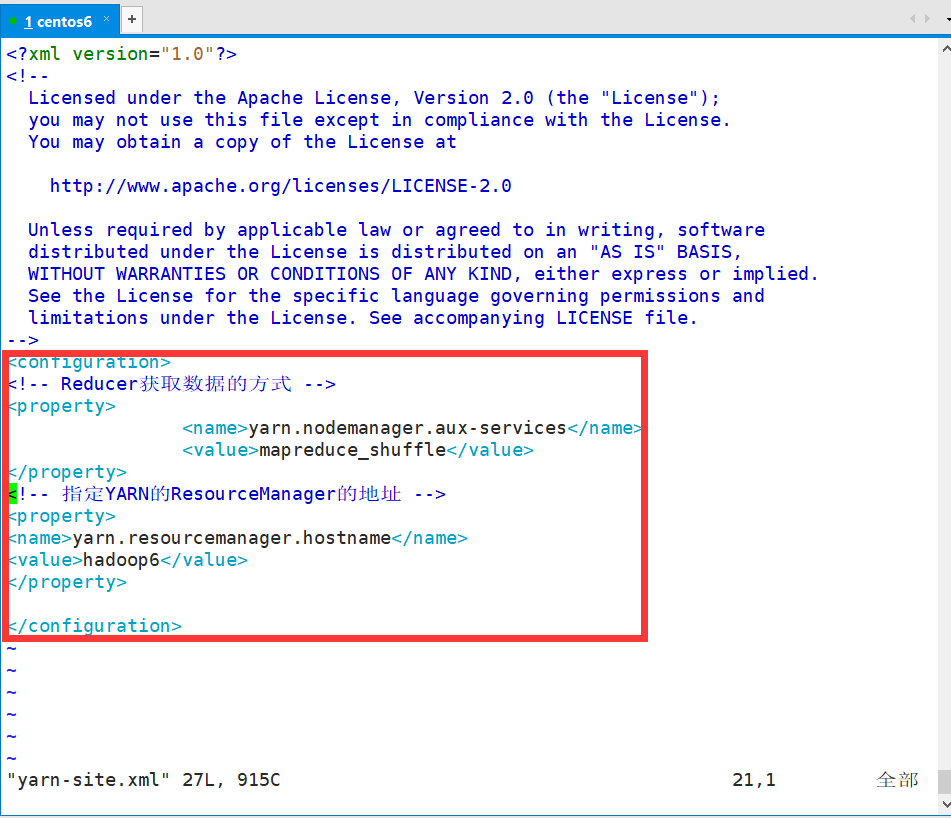 1 centos6 × +
<?xml version="1.0"?>
<!--
  Licensed under the Apache License, Version 2.0 (the "License");
  you may not use this file except in compliance with the License.
  You may obtain a copy of the License at

    http://www.apache.org/licenses/LICENSE-2.0

  Unless required by applicable law or agreed to in writing, software
  distributed under the License is distributed on an "AS IS" BASIS,
  WITHOUT WARRANTIES OR CONDITIONS OF ANY KIND, either express or implied.
  See the License for the specific language governing permissions and
  limitations under the License. See accompanying LICENSE file.
-->
<configuration>
<!-- Reducer获取数据的方式 -->
<property>
                <name>yarn.nodemanager.aux-services</name>
                <value>mapreduce_shuffle</value>
</property>
<!-- 指定YARN的ResourceManager的地址 -->
<property>
<name>yarn.resourcemanager.hostname</name>
<value>hadoop6</value>
</property>

</configuration>
~
~
~
~
~
~
"yarn-site.xml" 27L, 915C 21,1 全部